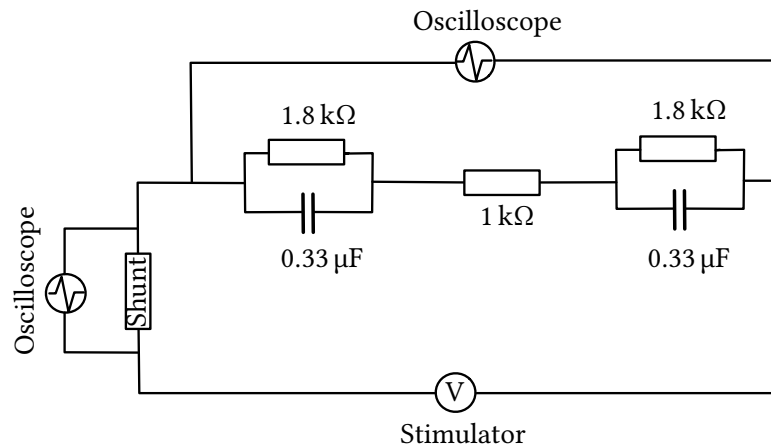 Oscilloscope
1.8 kΩ
1.8 kΩ
0.33 µF
1 kΩ
0.33 µF
Oscilloscope
Shunt
V
Stimulator